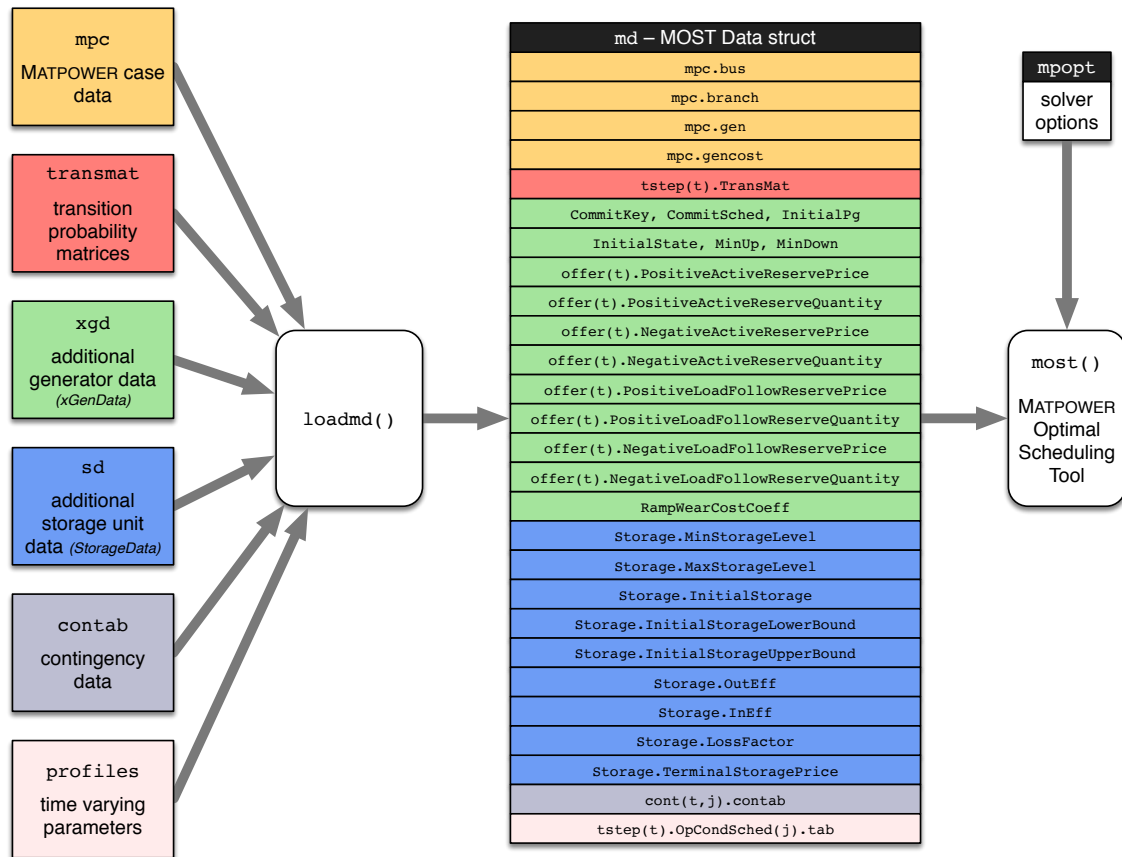 mpc
MATPOWER case
data
transmat
transition
probability
matrices
xgd
additional
generator data
(xGenData)
sd
additional
storage unit
data (StorageData)
contab
contingency
data
profiles
time varying
parameters
loadmd()
md – MOST Data struct
mpc.bus
mpc.branch
mpc.gen
mpc.gencost
tstep(t).TransMat
CommitKey, CommitSched, InitialPg
InitialState, MinUp, MinDown
offer(t).PositiveActiveReservePrice
offer(t).PositiveActiveReserveQuantity
offer(t).NegativeActiveReservePrice
offer(t).NegativeActiveReserveQuantity
offer(t).PositiveLoadFollowReservePrice
offer(t).PositiveLoadFollowReserveQuantity
offer(t).NegativeLoadFollowReservePrice
offer(t).NegativeLoadFollowReserveQuantity
RampWearCostCoeff
Storage.MinStorageLevel
Storage.MaxStorageLevel
Storage.InitialStorage
Storage.InitialStorageLowerBound
Storage.InitialStorageUpperBound
Storage.OutEff
Storage.InEff
Storage.LossFactor
Storage.TerminalStoragePrice
cont(t,j).contab
tstep(t).OpCondSched(j).tab
mpopt
solver
options
most()
MATPOWER
Optimal
Scheduling
Tool